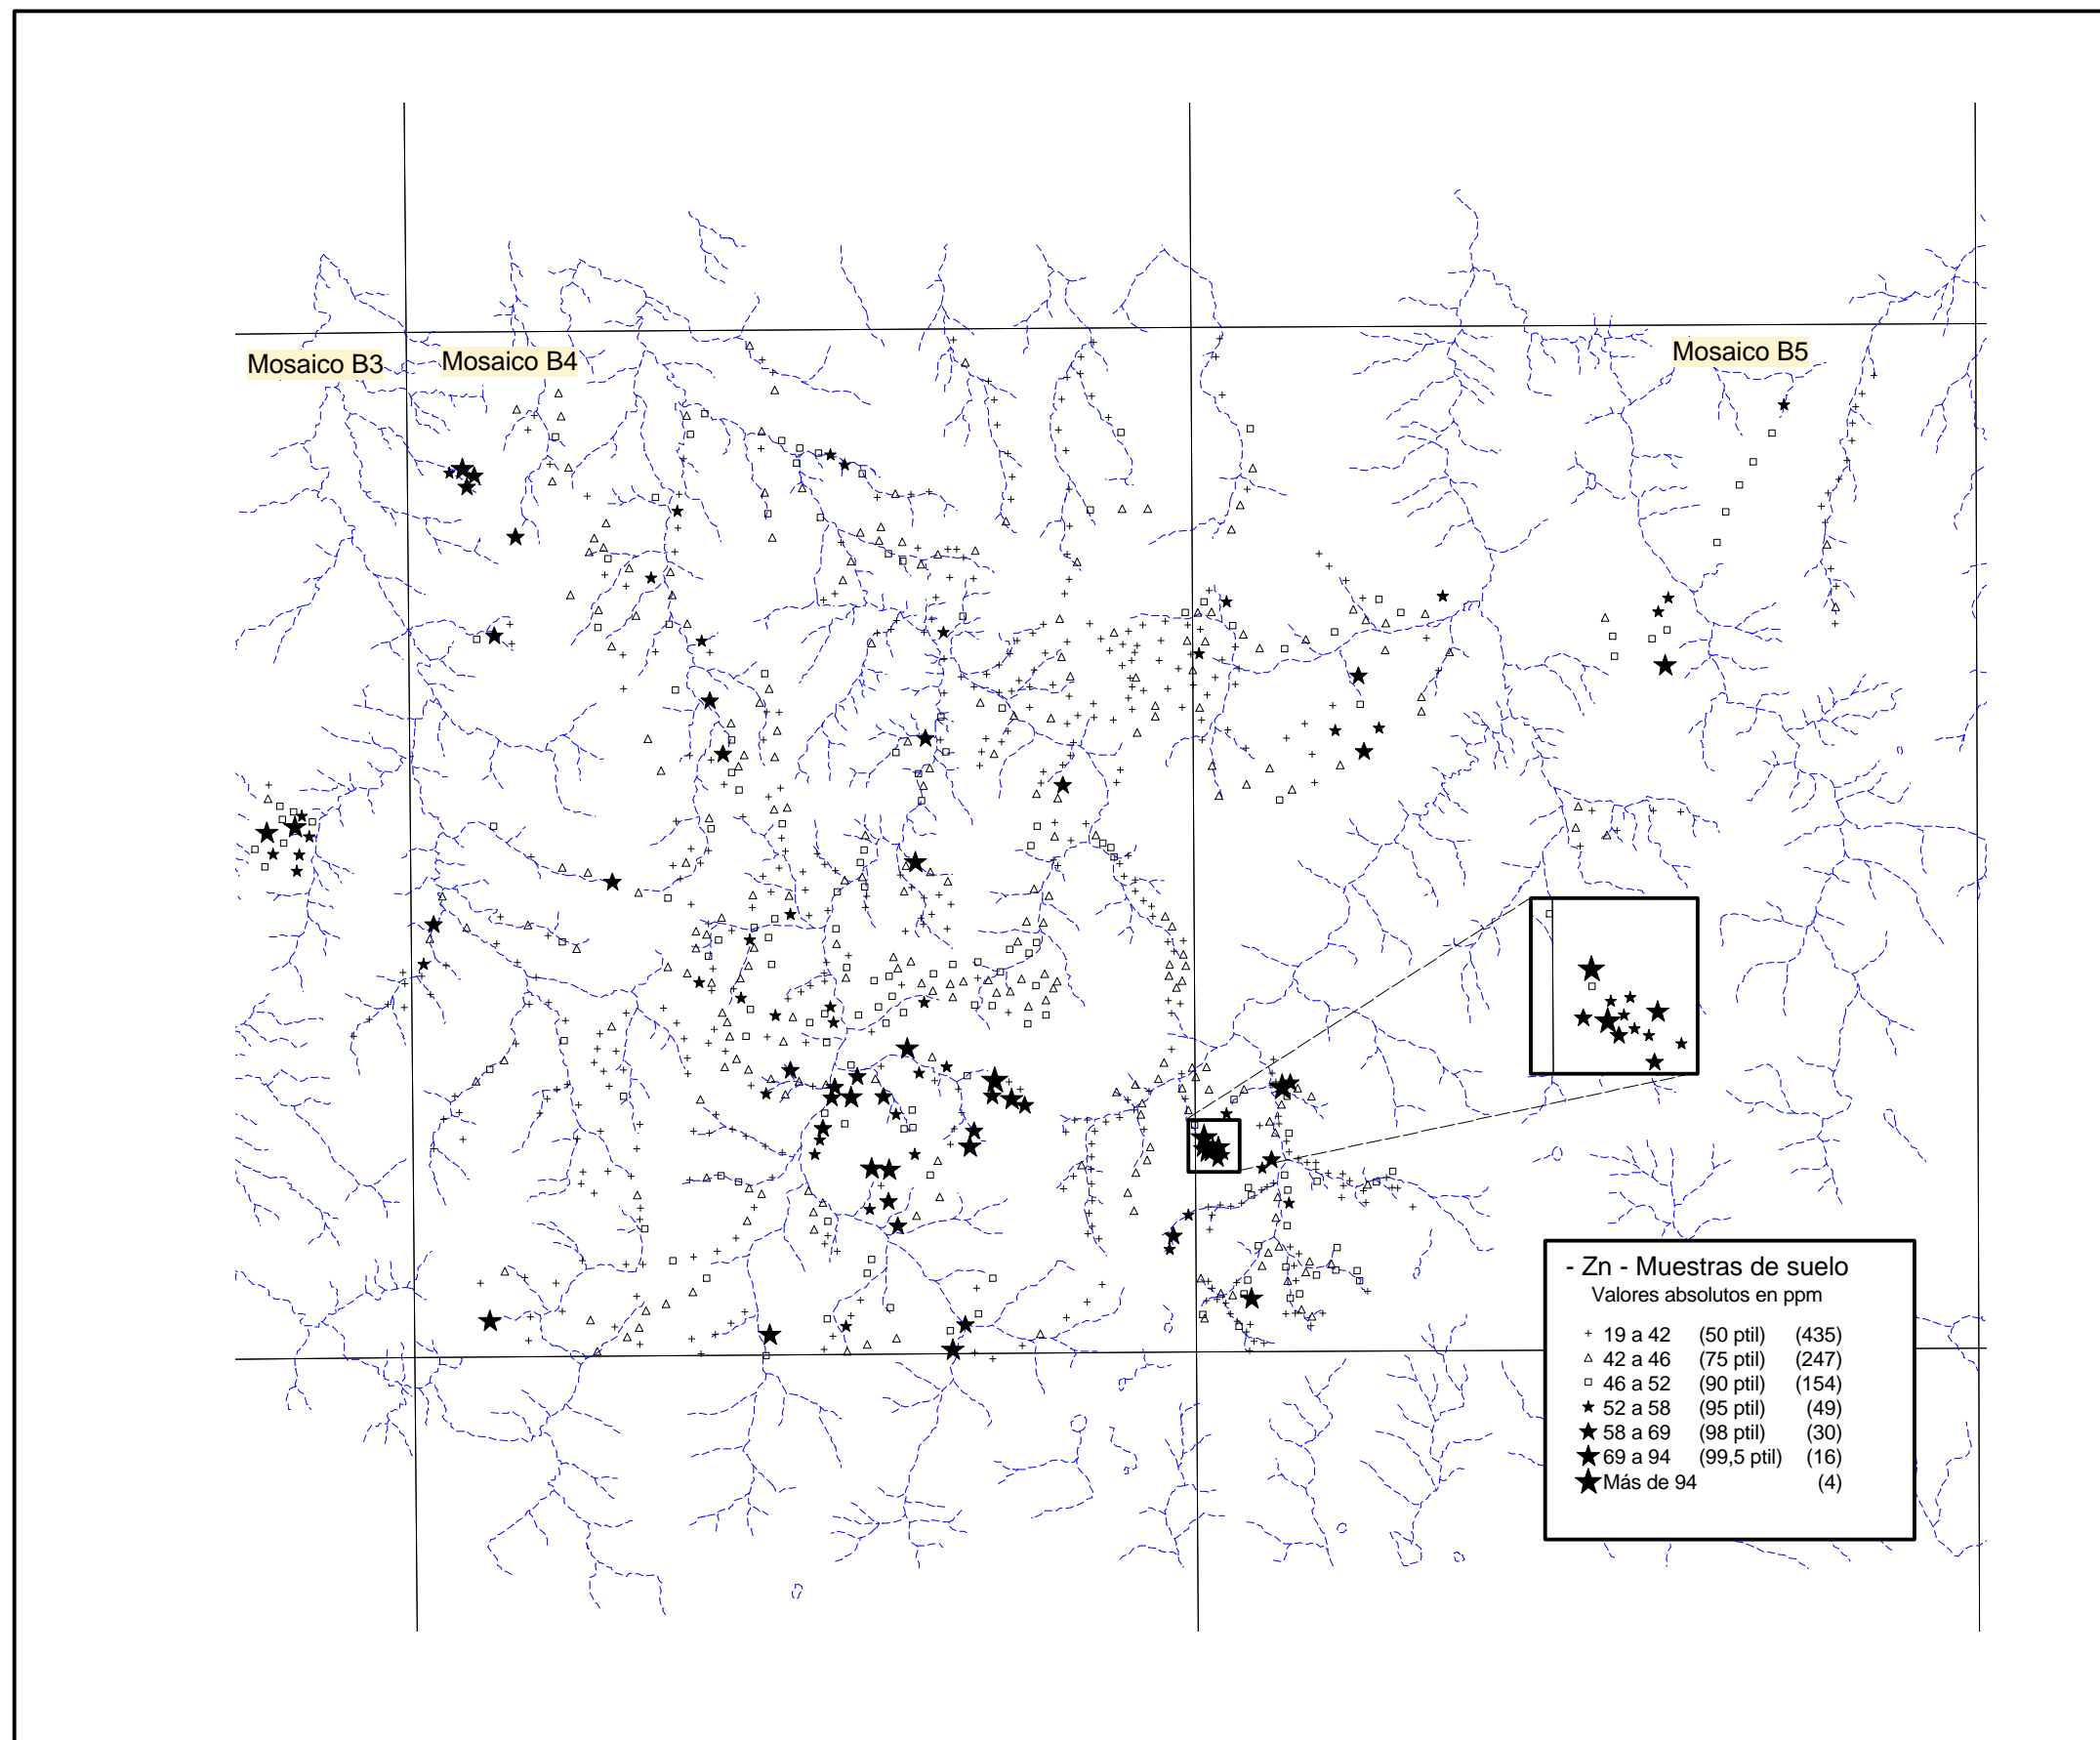 Mosaico B3
Mosaico B4
Mosaico B5
- Zn - Muestras de suelo
Valores absolutos en ppm
19 a 42 (50 ptil) (435)
42 a 46 (75 ptil) (247)
46 a 52 (90 ptil) (154)
52 a 58 (95 ptil) (49)
58 a 69 (98 ptil) (30)
69 a 94 (99,5 ptil) (16)
Más de 94 (4)